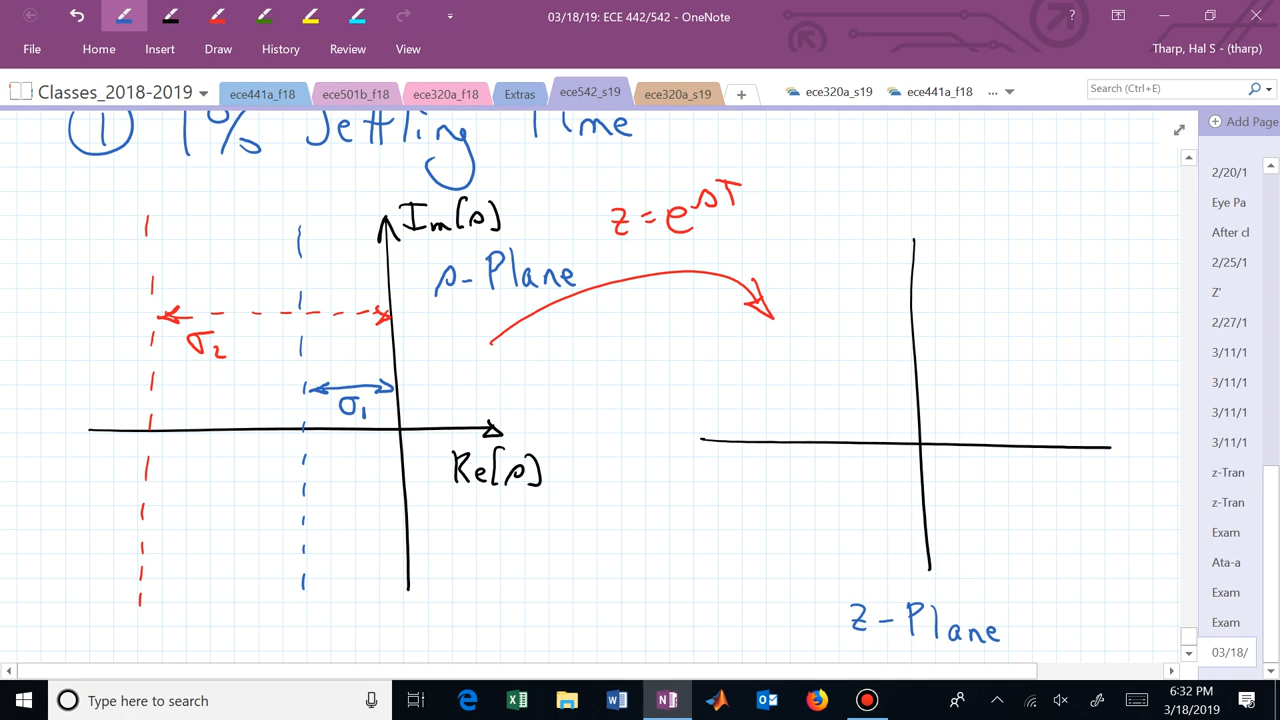 03/18/19: ECE 442/542 - OneNote
?
File Home Insert Draw History Review View
Tharp, Hal S - (tharp)
Classes_2018-2019
ece441a_f18
ece501b_f18
ece320a_f18
Extras
ece542_s19
ece320a_s19
ece320a_s19
ece441a_f18
...
Search (Ctrl+E)
① 1% Settling Time
Im[s]
s-Plane
z = e^{sT}
σ₂
σ₁
Re[s]
z-Plane
Add Page
2/20/1
Eye Pa
After cl
2/25/1
Z'
2/27/1
3/11/1
3/11/1
3/11/1
3/11/1
z-Tran
z-Tran
Exam
Ata-a
Exam
Exam
03/18/
Type here to search
6:32 PM
3/18/2019